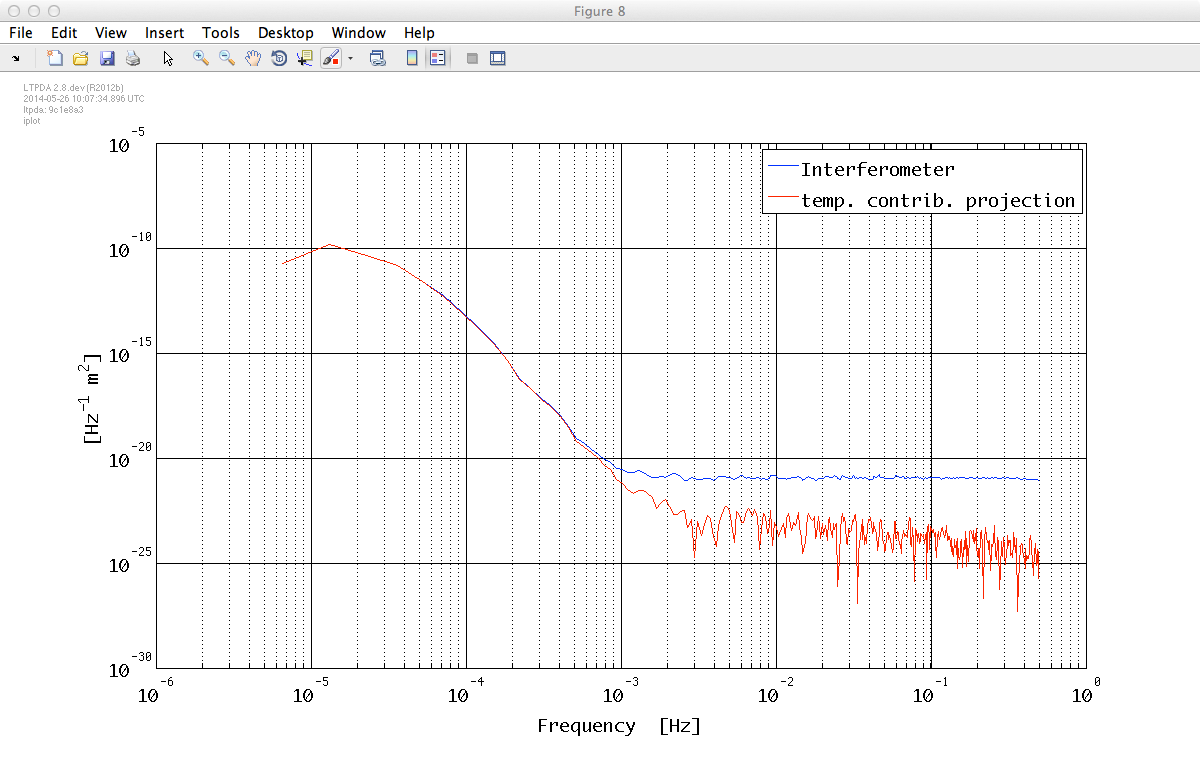 Figure 8
File Edit View Insert Tools Desktop Window Help
LTPDA 2.8.dev (R2012b)
2014-05-26 10:07:34.896 UTC
ltpda: 9c1e8a3
iplot
10^-5
10^-10
10^-15
10^-20
10^-25
10^-30
[Hz^-1 m^2]
Interferometer
temp. contrib. projection
10^-6 10^-5 10^-4 10^-3 10^-2 10^-1 10^0
Frequency [Hz]